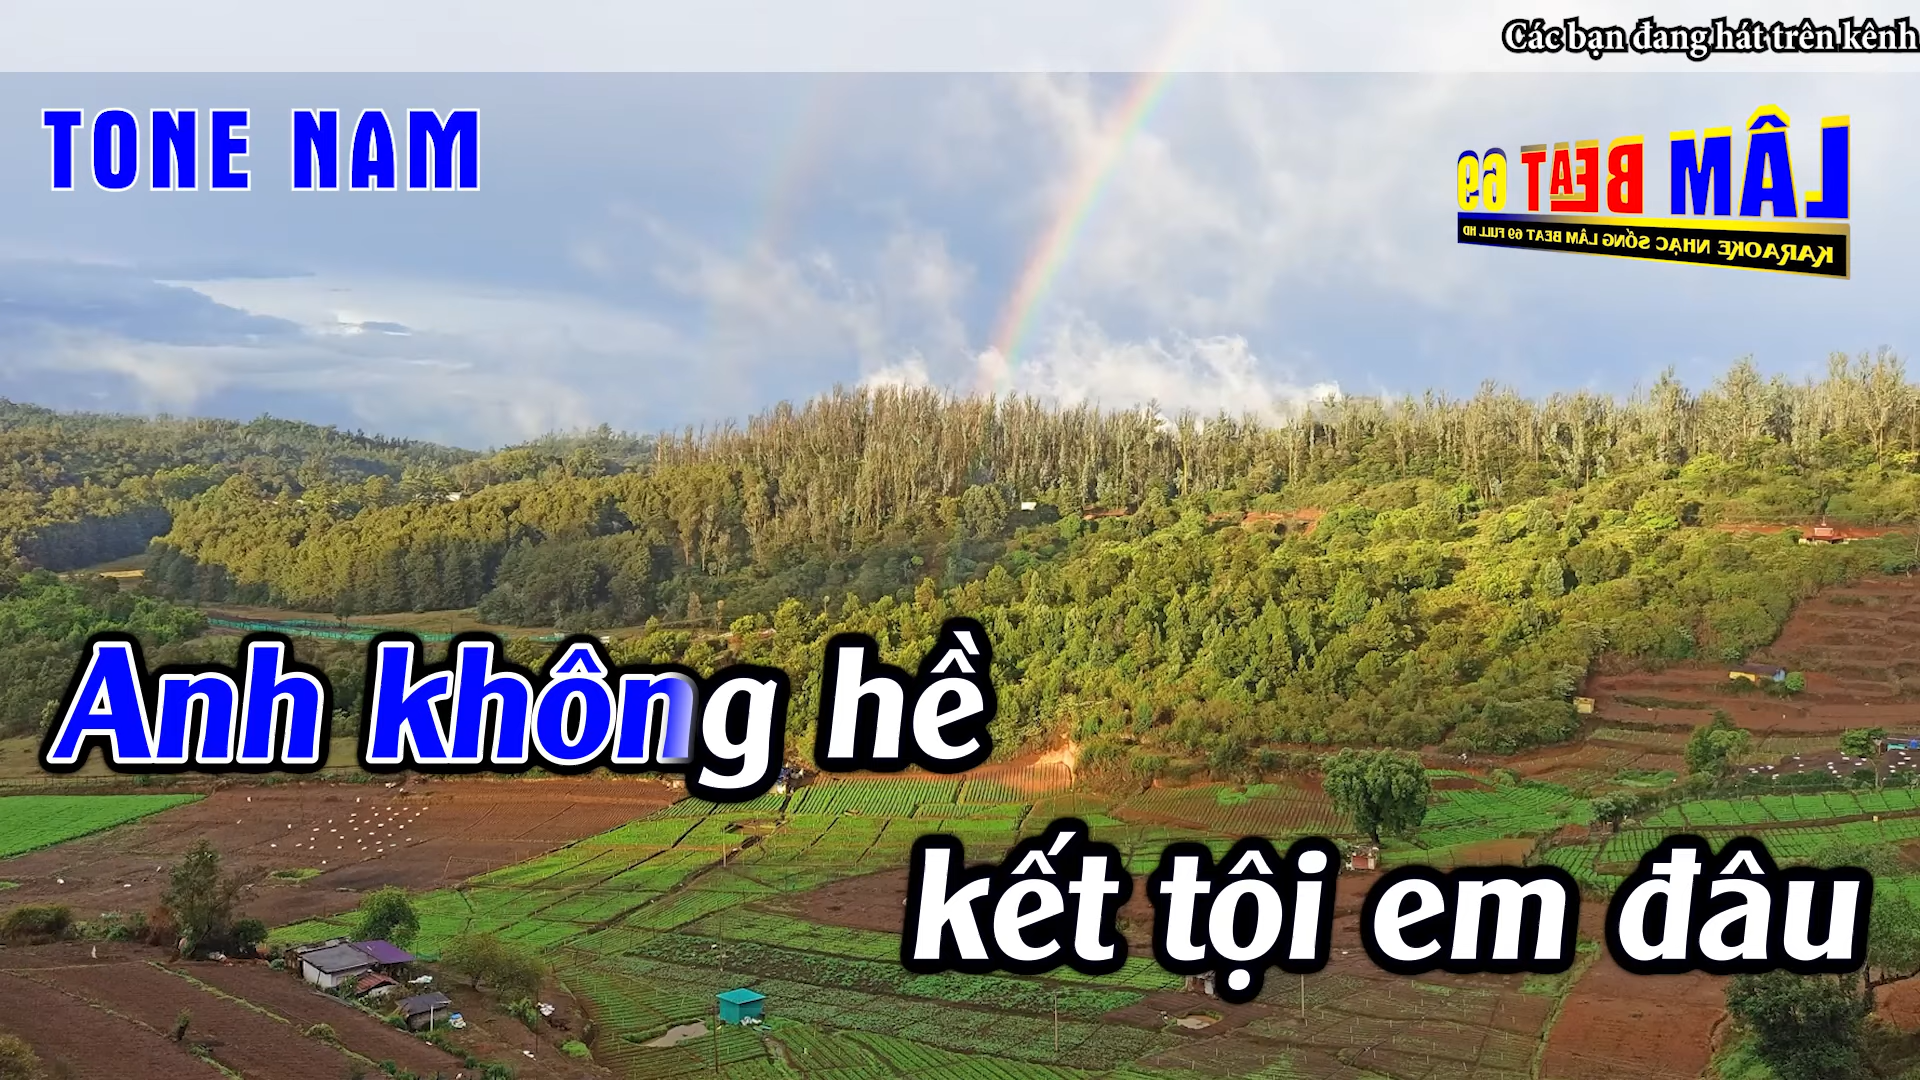 Các bạn đang hát trên kênh
TONE NAM
LÂM BEAT 69
KARAOKE NHẠC SỐNG LÂM BEAT 69 FULL HD
Anh không hề
kết tội em đâu